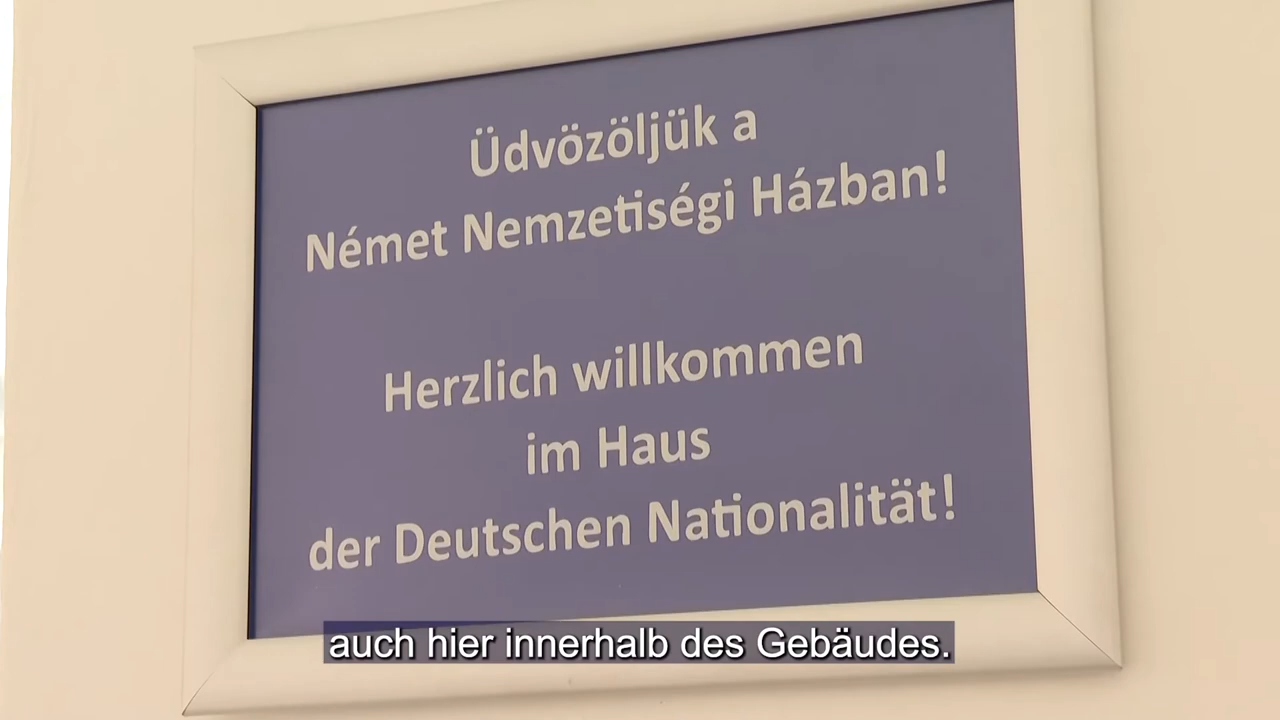 Üdvözöljük a
Német Nemzetiségi Házban!
Herzlich willkommen
im Haus
der Deutschen Nationalität!
auch hier innerhalb des Gebäudes.